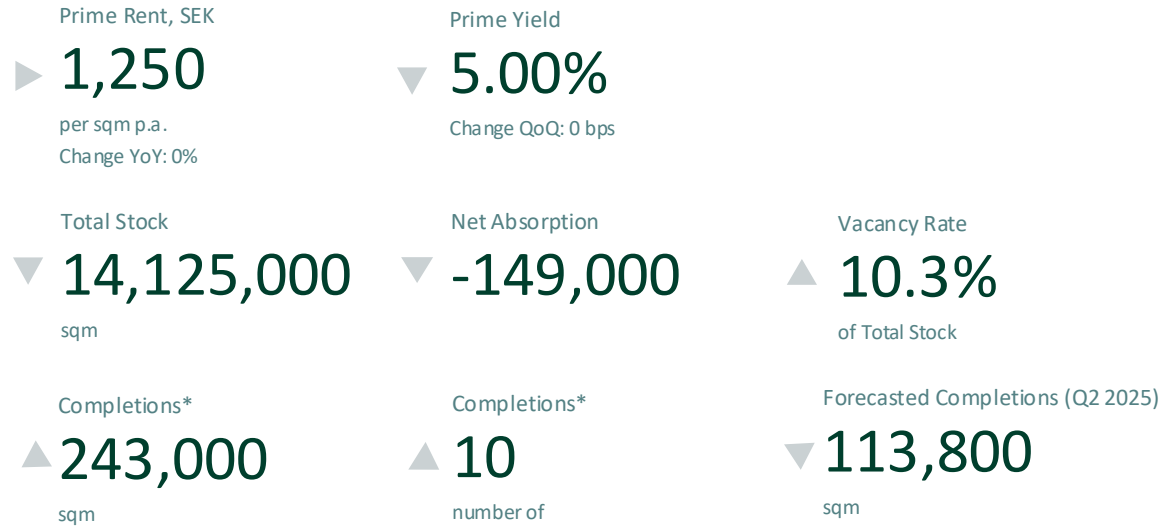 Prime Rent, SEK
1,250
per sqm p.a.
Change YoY: 0%
Prime Yield
5.00%
Change QoQ: 0 bps
Total Stock
14,125,000
sqm
Net Absorption
-149,000
Vacancy Rate
10.3%
of Total Stock
Completions*
243,000
sqm
Completions*
10
number of
Forecasted Completions (Q2 2025)
113,800
sqm